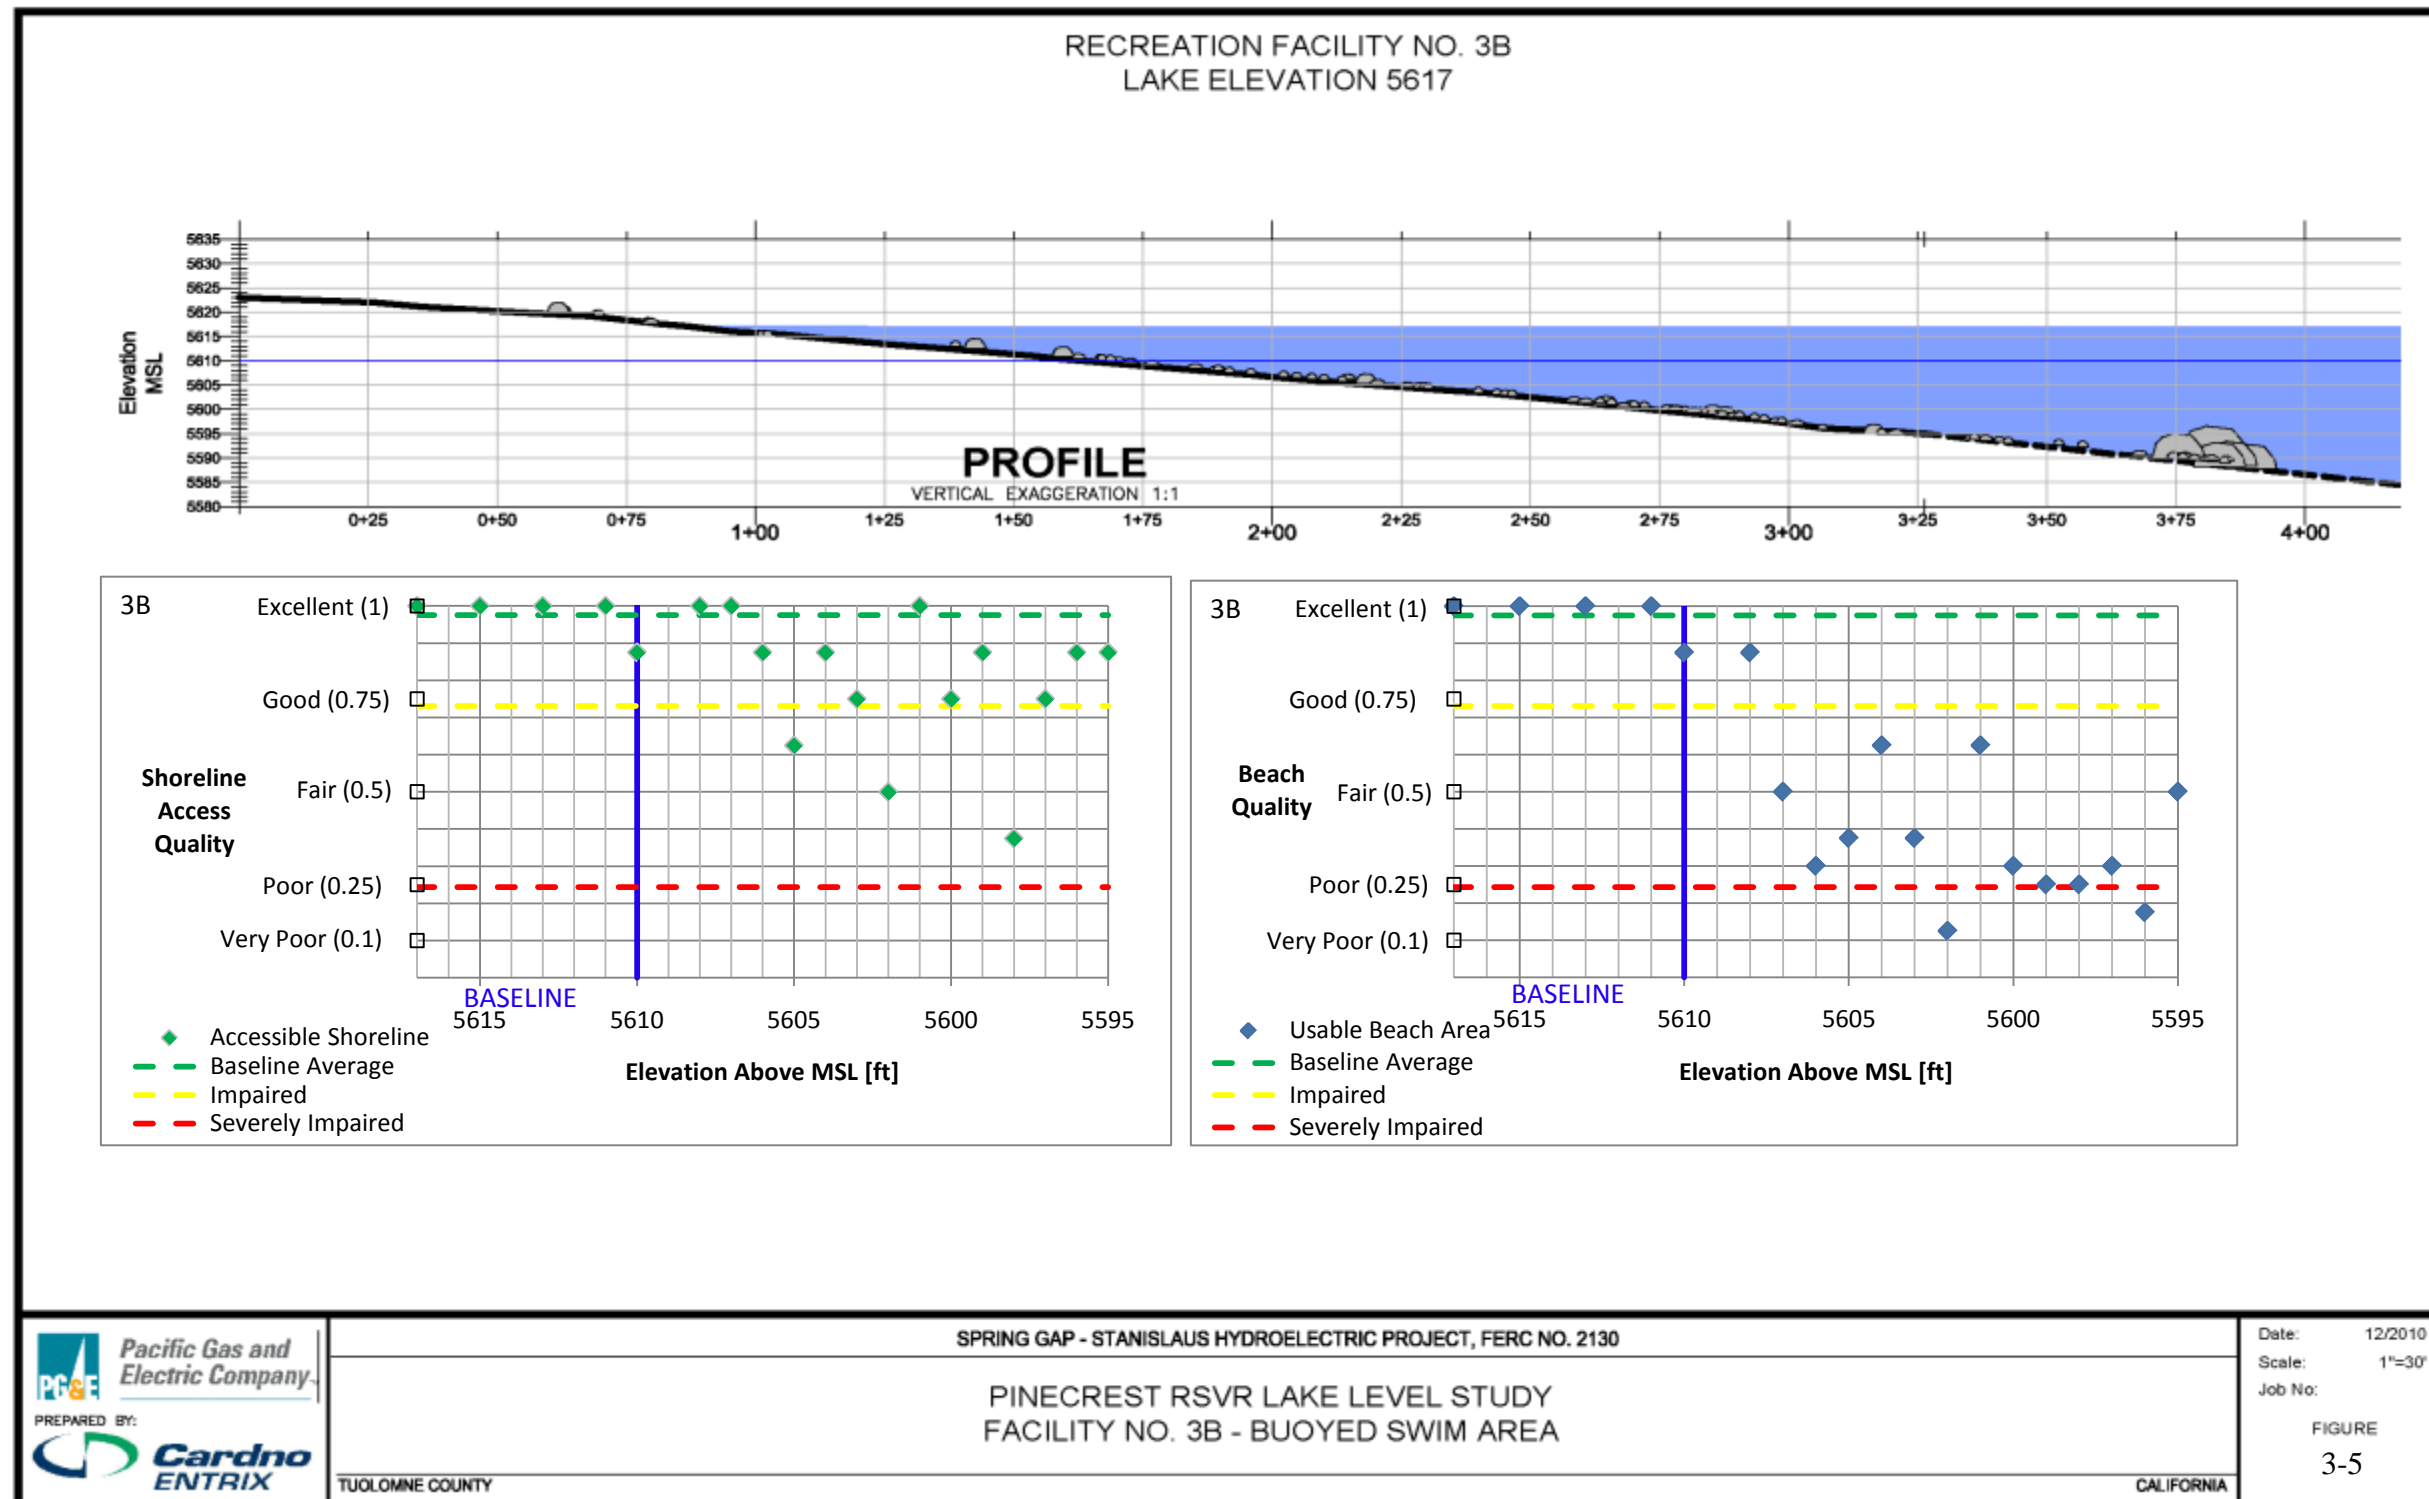 RECREATION FACILITY NO. 3B
LAKE ELEVATION 5617
5635
5630
5625
5620
5615
5610
5605
5600
5595
5590
5585
5580
Elevation
MSL
PROFILE
VERTICAL EXAGGERATION 1:1
0+25 0+50 0+75 1+00 1+25 1+50 1+75 2+00 2+25 2+50 2+75 3+00 3+25 3+50 3+75 4+00
3B
Excellent (1)
Good (0.75)
Shoreline
Access
Quality
Fair (0.5)
Poor (0.25)
Very Poor (0.1)
BASELINE
5615 5610 5605 5600 5595
Elevation Above MSL [ft]
Accessible Shoreline
Baseline Average
Impaired
Severely Impaired
3B
Excellent (1)
Good (0.75)
Beach
Quality
Fair (0.5)
Poor (0.25)
Very Poor (0.1)
BASELINE
5615 5610 5605 5600 5595
Elevation Above MSL [ft]
Usable Beach Area
Baseline Average
Impaired
Severely Impaired
PG&E
Pacific Gas and
Electric Company
PREPARED BY:
Cardno
ENTRIX
SPRING GAP - STANISLAUS HYDROELECTRIC PROJECT, FERC NO. 2130
PINECREST RSVR LAKE LEVEL STUDY
FACILITY NO. 3B - BUOYED SWIM AREA
TUOLOMNE COUNTY
CALIFORNIA
Date: 12/2010
Scale: 1"=30'
Job No:
FIGURE
3-5